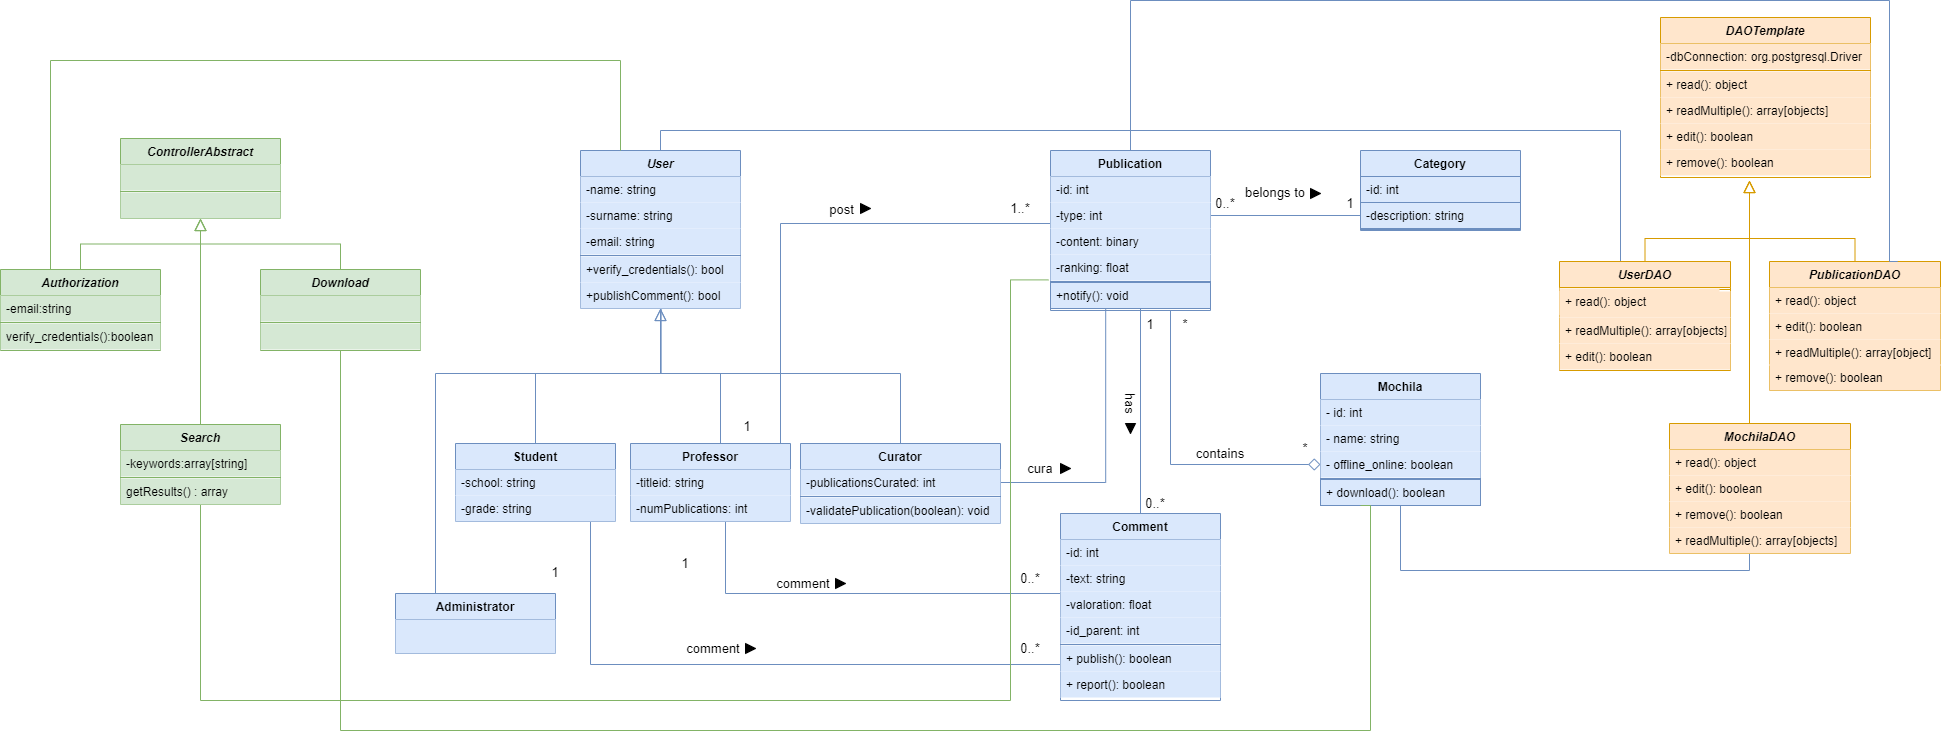 ControllerAbstract
Authorization
-email:string
verify_credentials():boolean
Download
Search
-keywords:array[string]
getResults() : array
User
-name: string
-surname: string
-email: string
+verify_credentials(): bool
+publishComment(): bool
post ▶
1..*
1
Publication
-id: int
-type: int
-content: binary
-ranking: float
+notify(): void
belongs to ▶
0..*
1
Category
-id: int
-description: string
DAOTemplate
-dbConnection: org.postgresql.Driver
+ read(): object
+ readMultiple(): array[objects]
+ edit(): boolean
+ remove(): boolean
UserDAO
+ read(): object
+ readMultiple(): array[objects]
+ edit(): boolean
PublicationDAO
+ read(): object
+ edit(): boolean
+ readMultiple(): array[object]
+ remove(): boolean
MochilaDAO
+ read(): object
+ edit(): boolean
+ remove(): boolean
+ readMultiple(): array[objects]
1
*
has ▶
0..*
contains
*
Mochila
- id: int
- name: string
- offline_online: boolean
+ download(): boolean
Student
-school: string
-grade: string
Professor
-titleid: string
-numPublications: int
Curator
-publicationsCurated: int
-validatePublication(boolean): void
cura ▶
Administrator
1
1
comment ▶
0..*
comment ▶
0..*
Comment
-id: int
-text: string
-valoration: float
-id_parent: int
+ publish(): boolean
+ report(): boolean